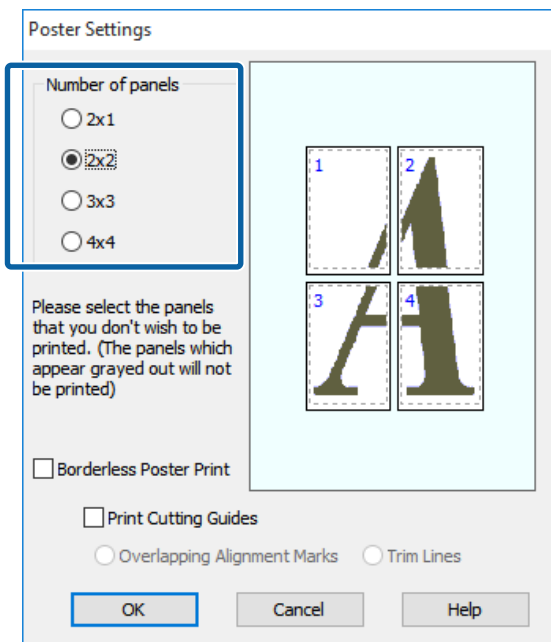 Poster Settings
Number of panels
2x1
2x2
3x3
4x4
1
2
3
4
Please select the panels
that you don't wish to be
printed. (The panels which
appear grayed out will not
be printed)
Borderless Poster Print
Print Cutting Guides
Overlapping Alignment Marks
Trim Lines
OK
Cancel
Help